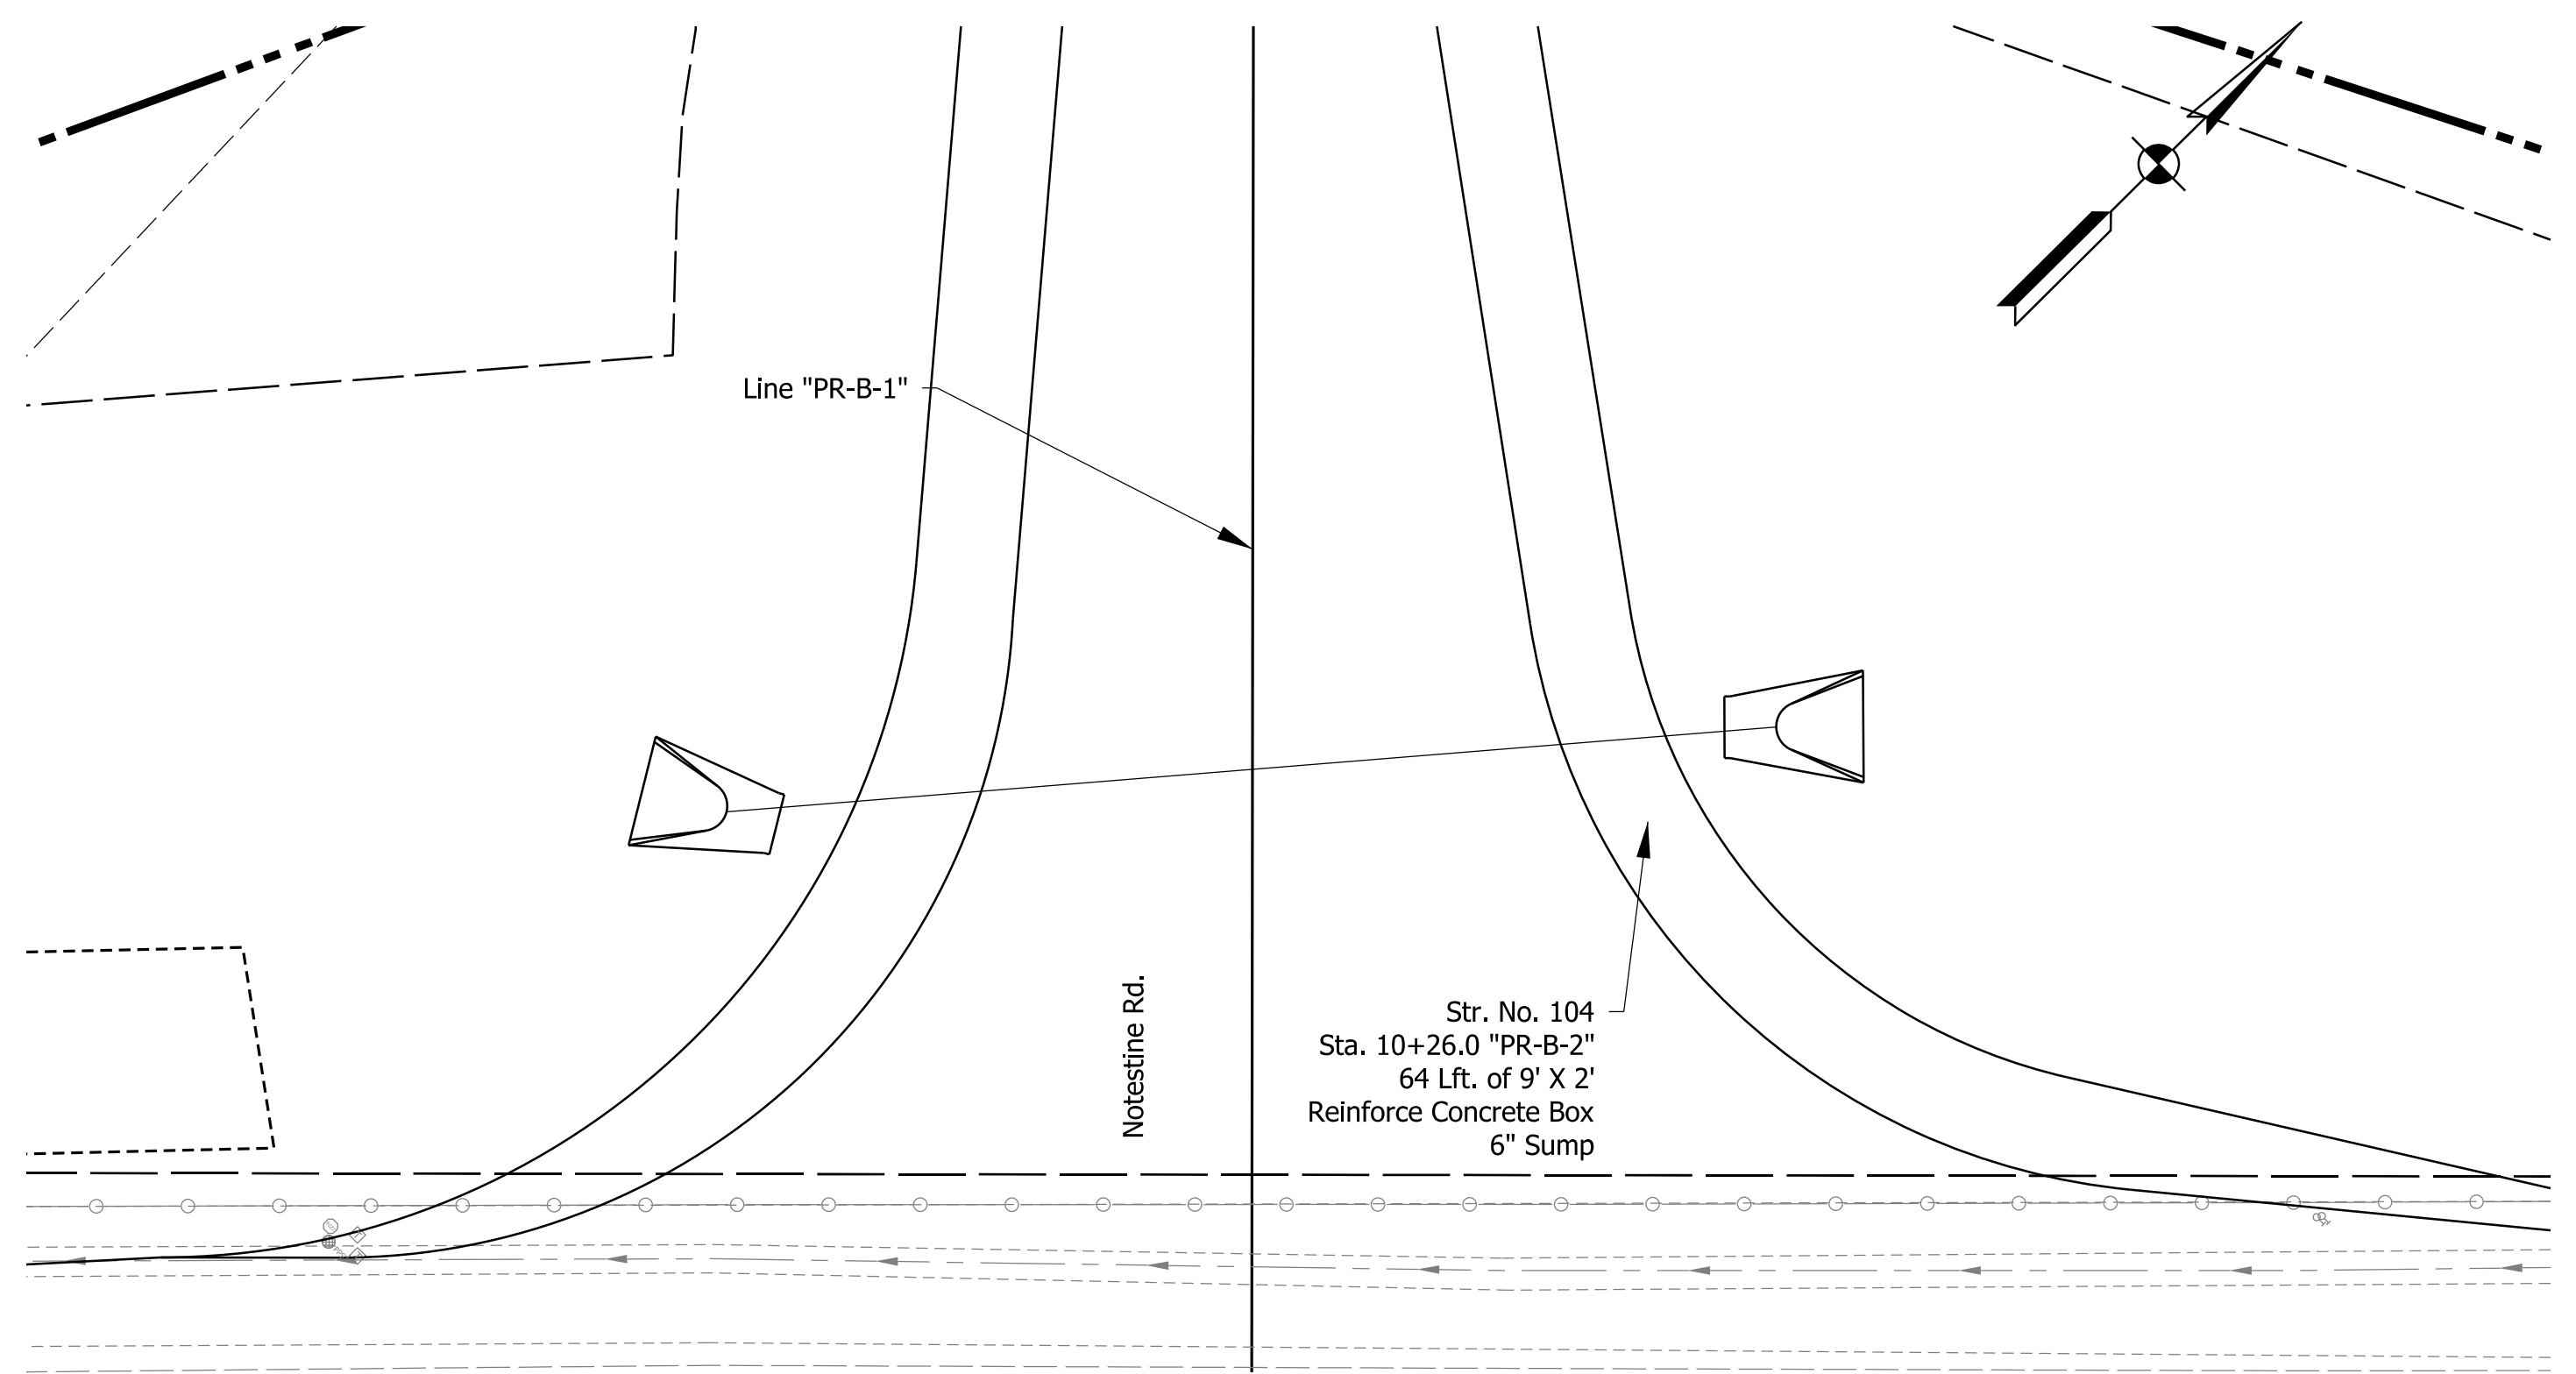 Line "PR-B-1"
Notestine Rd.
Str. No. 104
Sta. 10+26.0 "PR-B-2"
64 Lft. of 9' X 2'
Reinforce Concrete Box
6" Sump